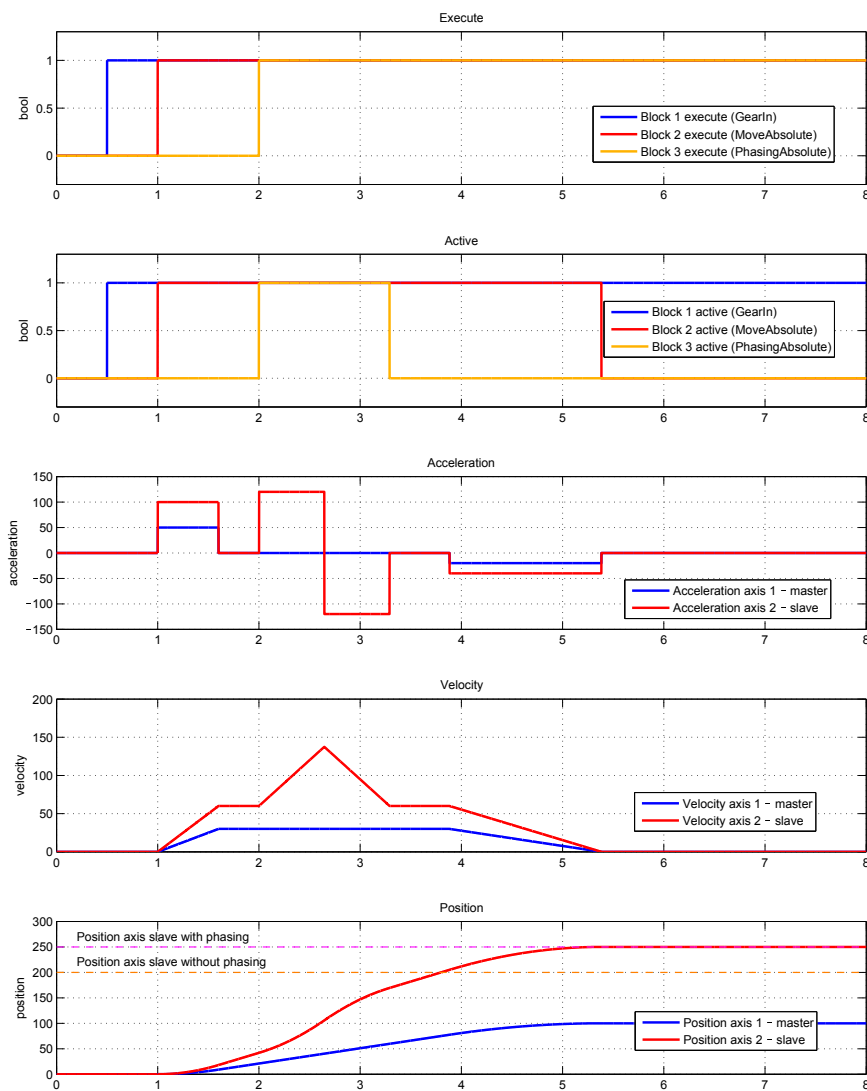 Execute
1
0.5
0
bool
Block 1 execute (GearIn)
Block 2 execute (MoveAbsolute)
Block 3 execute (PhasingAbsolute)
0 1 2 3 4 5 6 7 8
Active
1
0.5
0
bool
Block 1 active (GearIn)
Block 2 active (MoveAbsolute)
Block 3 active (PhasingAbsolute)
0 1 2 3 4 5 6 7 8
Acceleration
150
100
50
0
−50
−100
−150
acceleration
Acceleration axis 1 − master
Acceleration axis 2 − slave
0 1 2 3 4 5 6 7 8
Velocity
200
150
100
50
0
velocity
Velocity axis 1 − master
Velocity axis 2 − slave
0 1 2 3 4 5 6 7 8
Position
300
250
200
150
100
50
0
position
Position axis slave with phasing
Position axis slave without phasing
Position axis 1 − master
Position axis 2 − slave
0 1 2 3 4 5 6 7 8